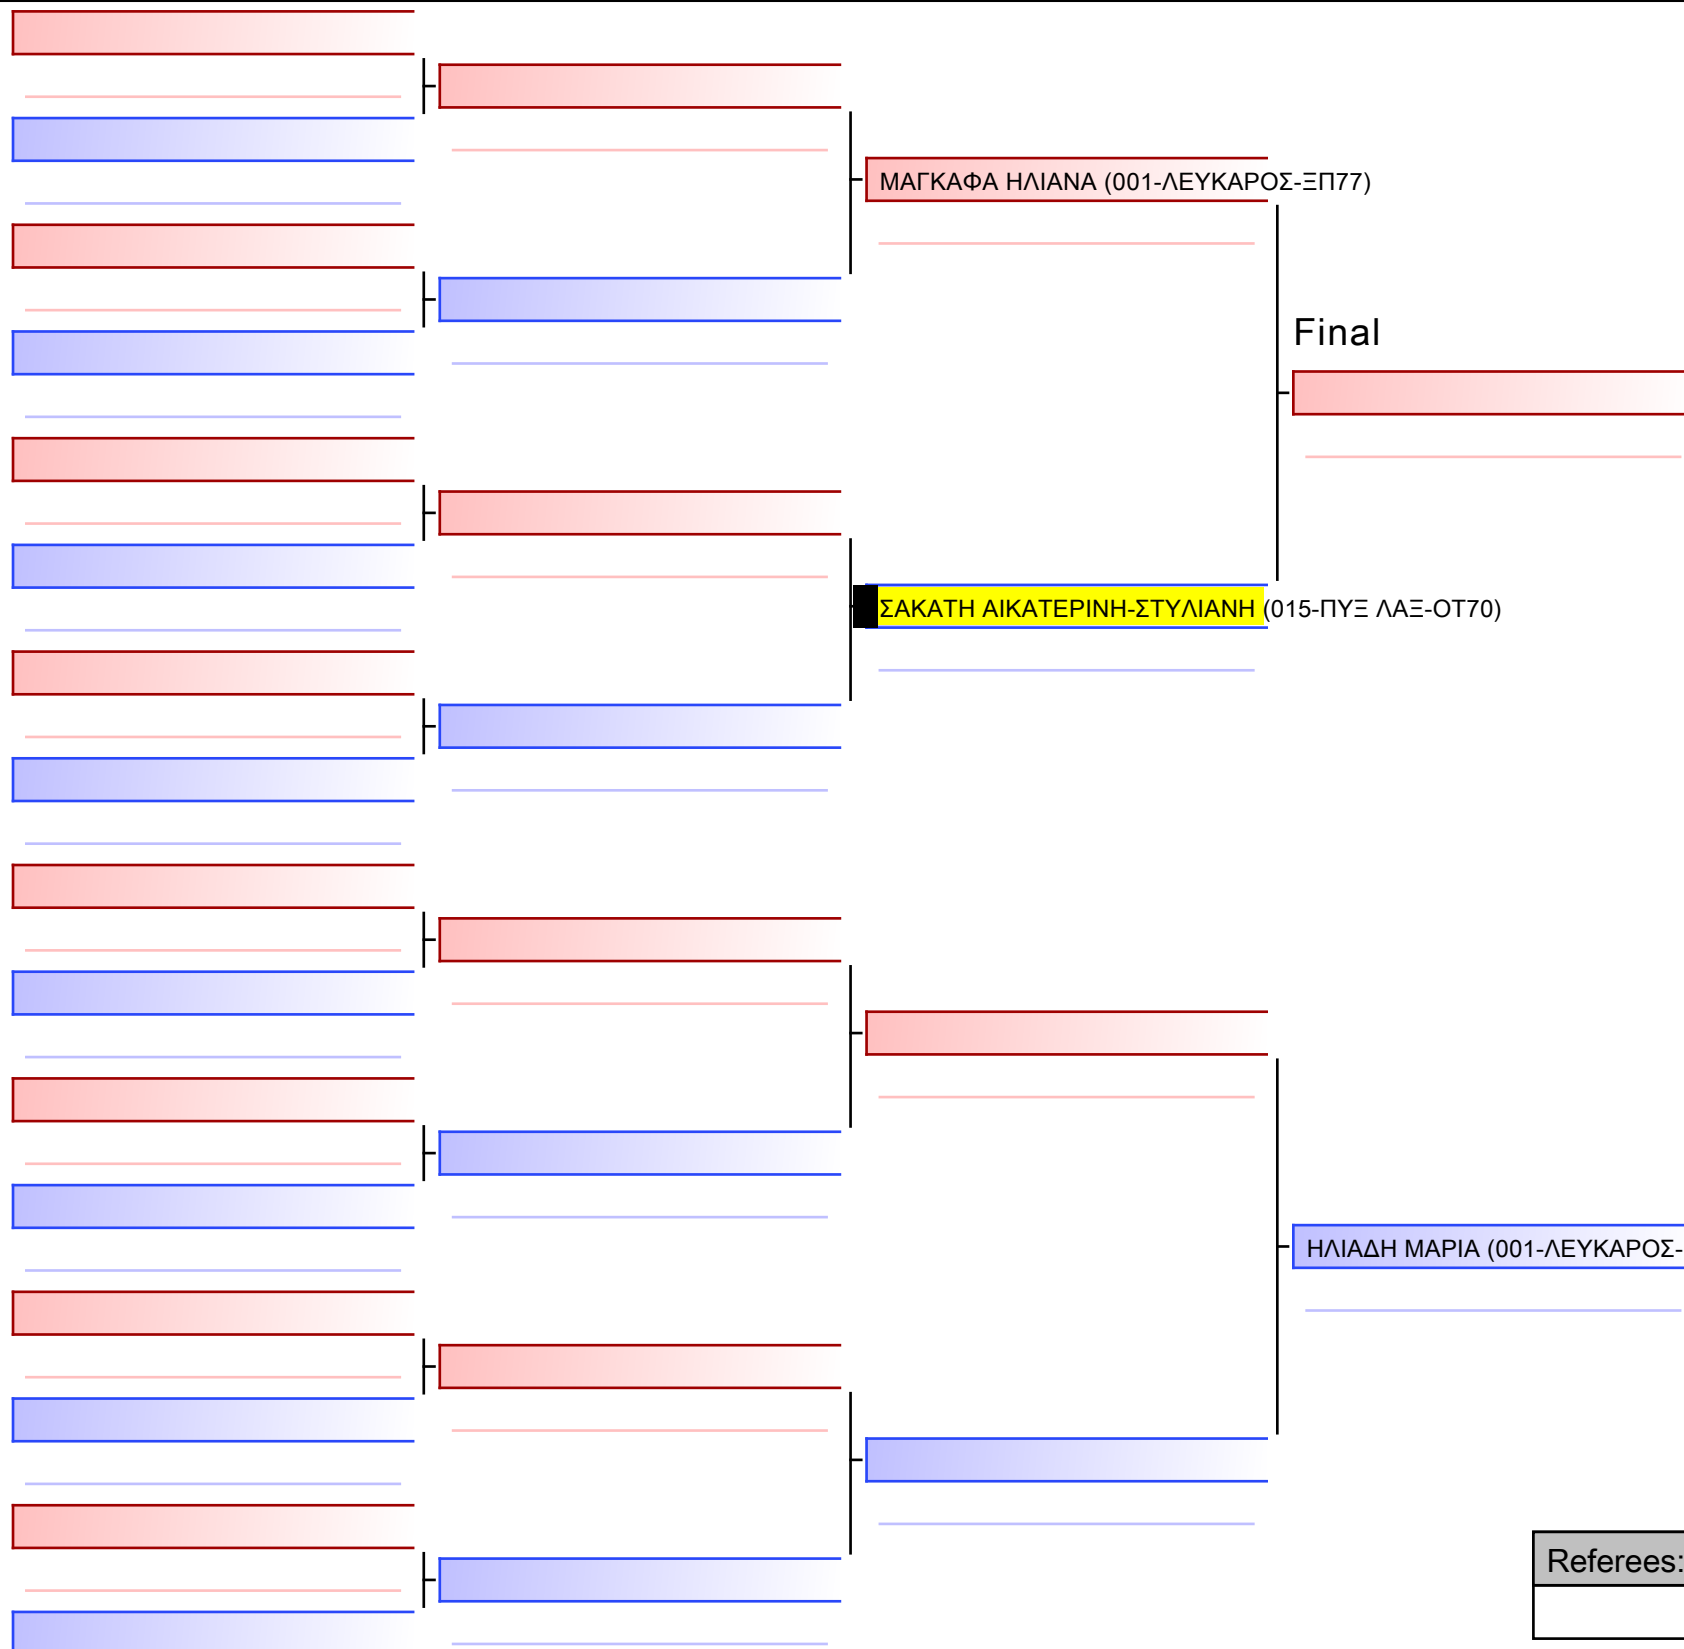 ΜΑΓΚΑΦΑ ΗΛΙΑΝΑ (001-ΛΕΥΚΑΡΟΣ-ΞΠ77)
Final
ΣΑΚΑΤΗ ΑΙΚΑΤΕΡΙΝΗ-ΣΤΥΛΙΑΝΗ (015-ΠΥΞ ΛΑΞ-ΟΤ70)
ΗΛΙΑΔΗ ΜΑΡΙΑ (001-ΛΕΥΚΑΡΟΣ-
Referees: